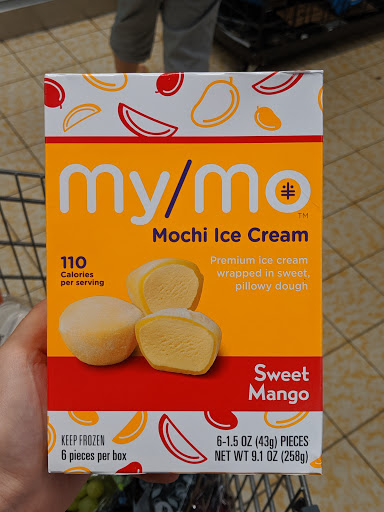 my/mo TM
Mochi Ice Cream
110
Calories
per serving
Premium ice cream
wrapped in sweet,
pillowy dough
Sweet
Mango
KEEP FROZEN
6 pieces per box
6-1.5 OZ (43g) PIECES
NET WT 9.1 OZ (258g)